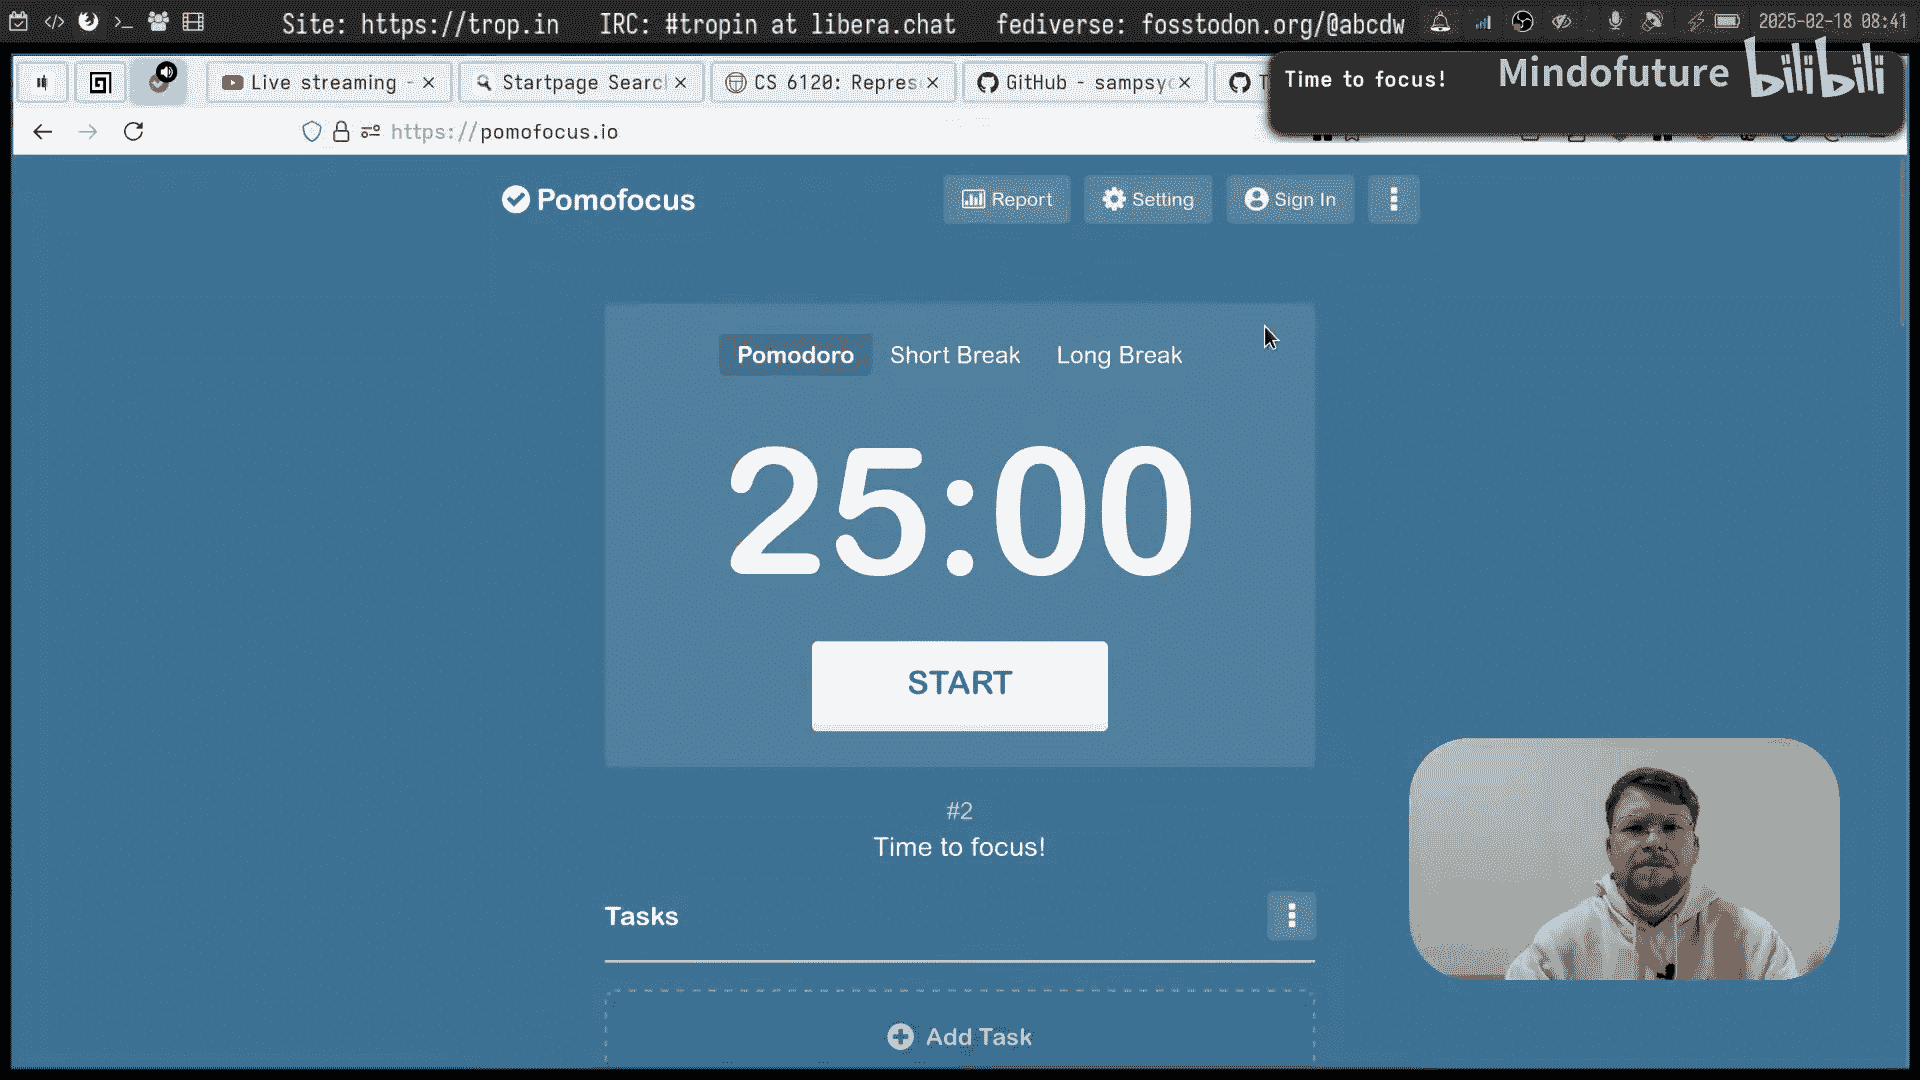 Site: https://trop.in IRC: #tropin at libera.chat fediverse: fosstodon.org/@abcdw 2025-02-18 08:41
Live streaming -
Startpage Searc
CS 6120: Repres
GitHub - sampsyc
Time to focus!
Mindofuture bilibili
https://pomofocus.io
Pomofocus
Report
Setting
Sign In
Pomodoro
Short Break
Long Break
25:00
START
#2
Time to focus!
Tasks
Add Task